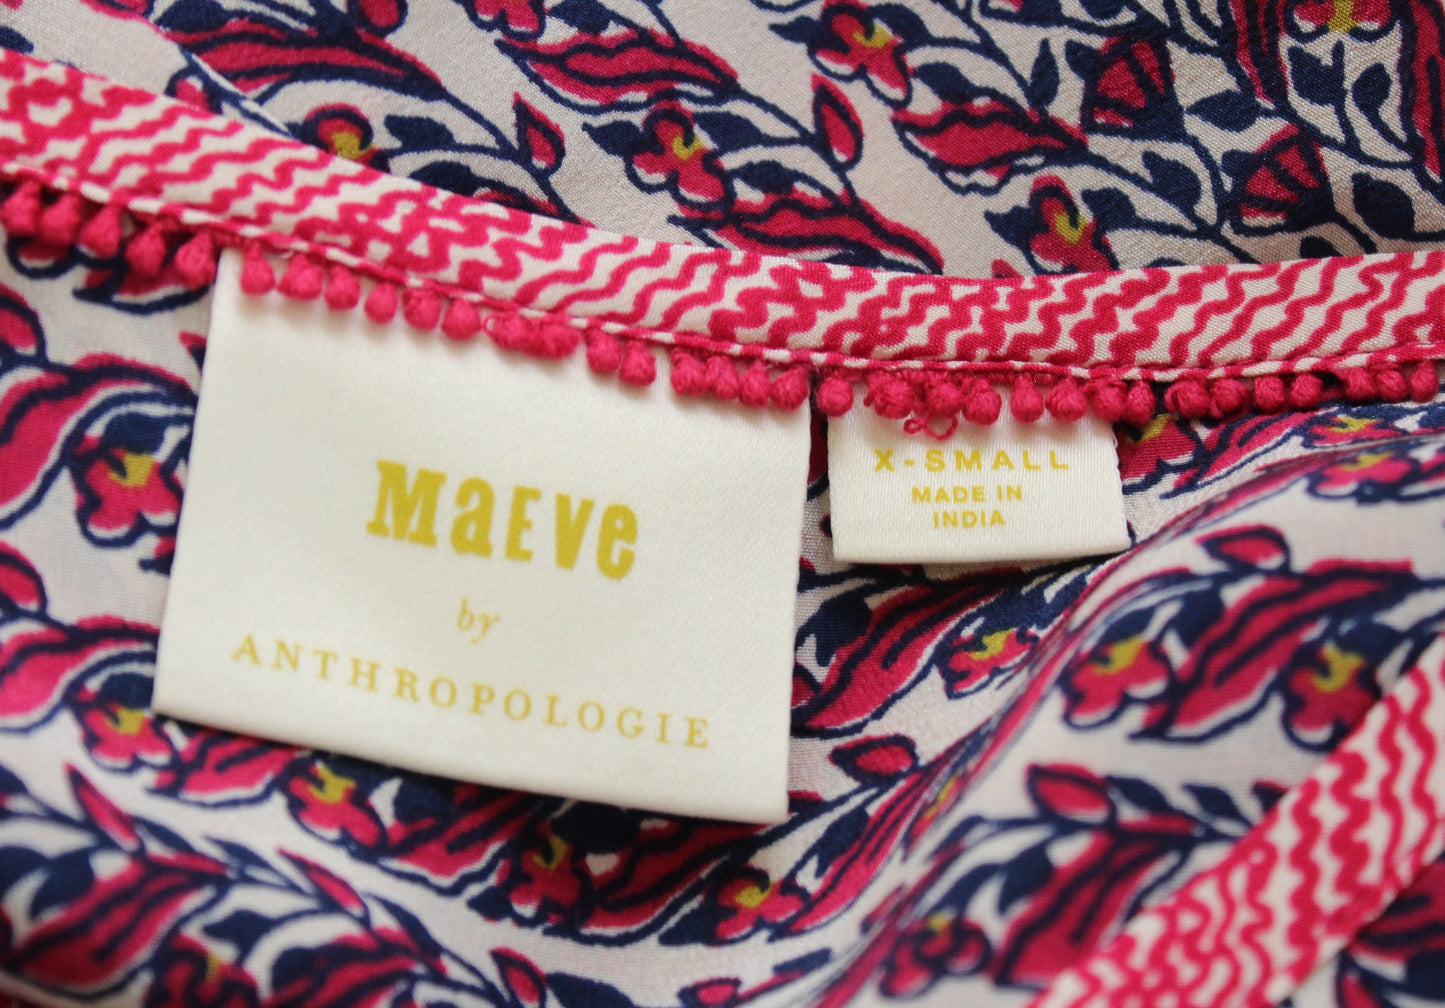 MaEVe
by
ANTHROPOLOGIE
X-SMALL
MADE IN
INDIA